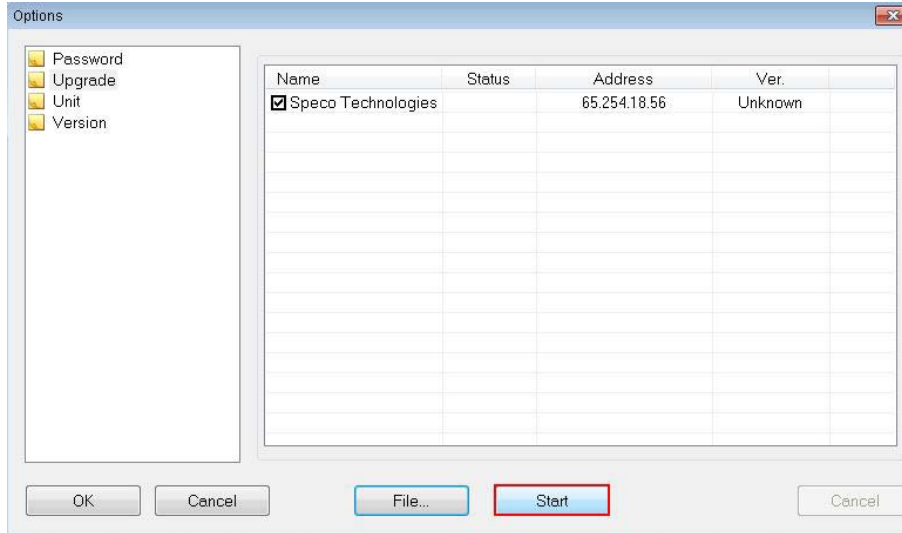 Options
Password
Upgrade
Unit
Version
Name Status Address Ver.
Speco Technologies 65.254.18.56 Unknown
OK Cancel File... Start Cancel